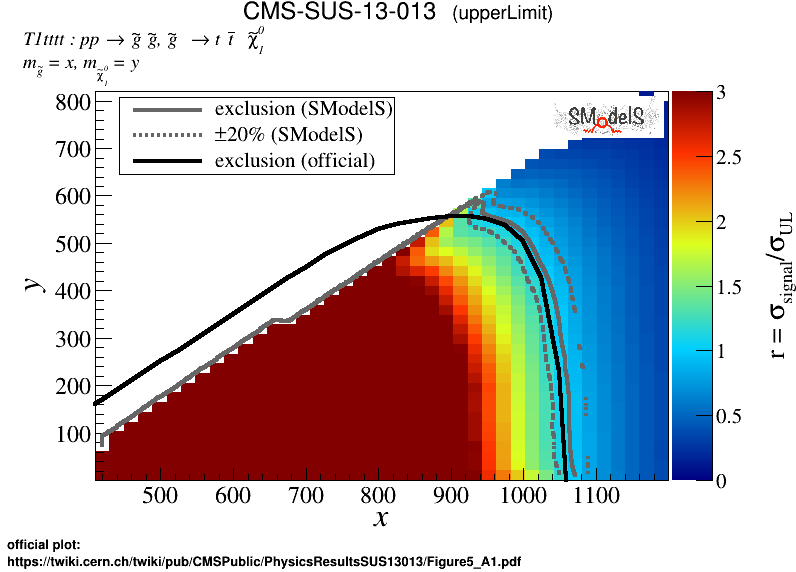 CMS-SUS-13-013 (upperLimit)
T1tttt : pp → g̃ g̃, g̃ → t t̄ χ̃⁰₁
m_g̃ = x, m_χ̃⁰₁ = y
exclusion (SModelS)
±20% (SModelS)
exclusion (official)
SModelS
800
700
600
500
400
300
200
100
y
500 600 700 800 900 1000 1100
x
3
2.5
2
1.5
1
0.5
0
r = σ_signal/σ_UL
official plot:
https://twiki.cern.ch/twiki/pub/CMSPublic/PhysicsResultsSUS13013/Figure5_A1.pdf